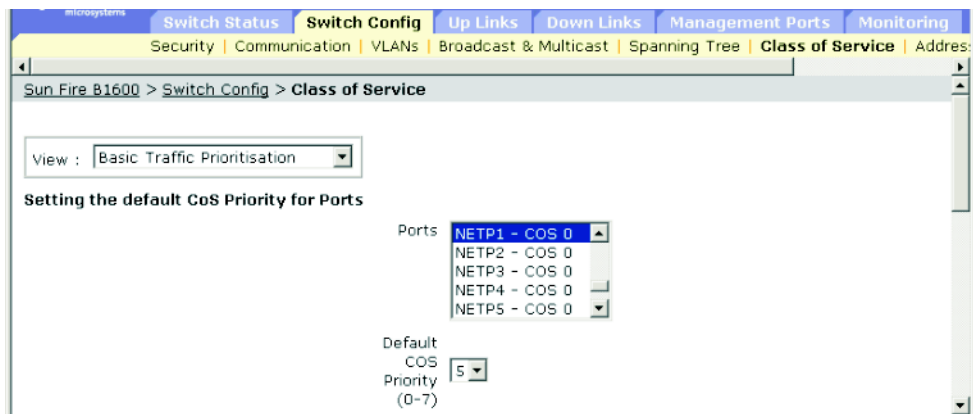 microsystems
Switch Status Switch Config Up Links Down Links Management Ports Monitoring
Security | Communication | VLANs | Broadcast & Multicast | Spanning Tree | Class of Service | Addres
Sun Fire B1600 > Switch Config > Class of Service
View : Basic Traffic Prioritisation
Setting the default CoS Priority for Ports
Ports
NETP1 - COS 0
NETP2 - COS 0
NETP3 - COS 0
NETP4 - COS 0
NETP5 - COS 0
Default
COS
Priority
(0-7)
5